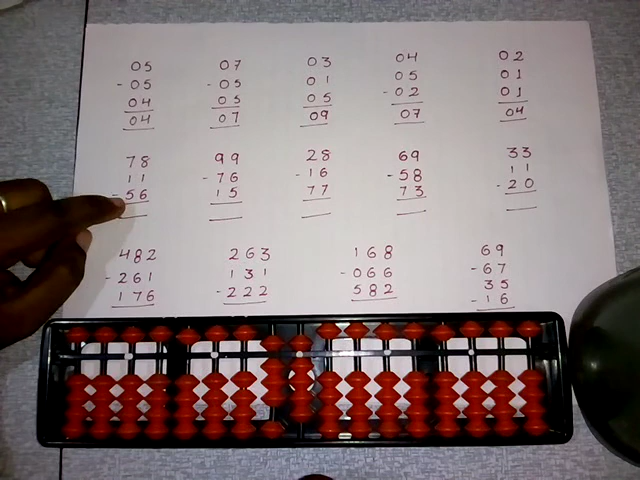 05 07 03 04 02
- 05 - 05 01 05 01
04 05 05 - 02 01
04 07 09 07 04
78 99 28 69 33
11 - 76 - 16 - 58 11
- 56 15 77 73 - 20
482 263 168 69
- 261 131 - 066 - 67
176 - 222 582 35
- 16